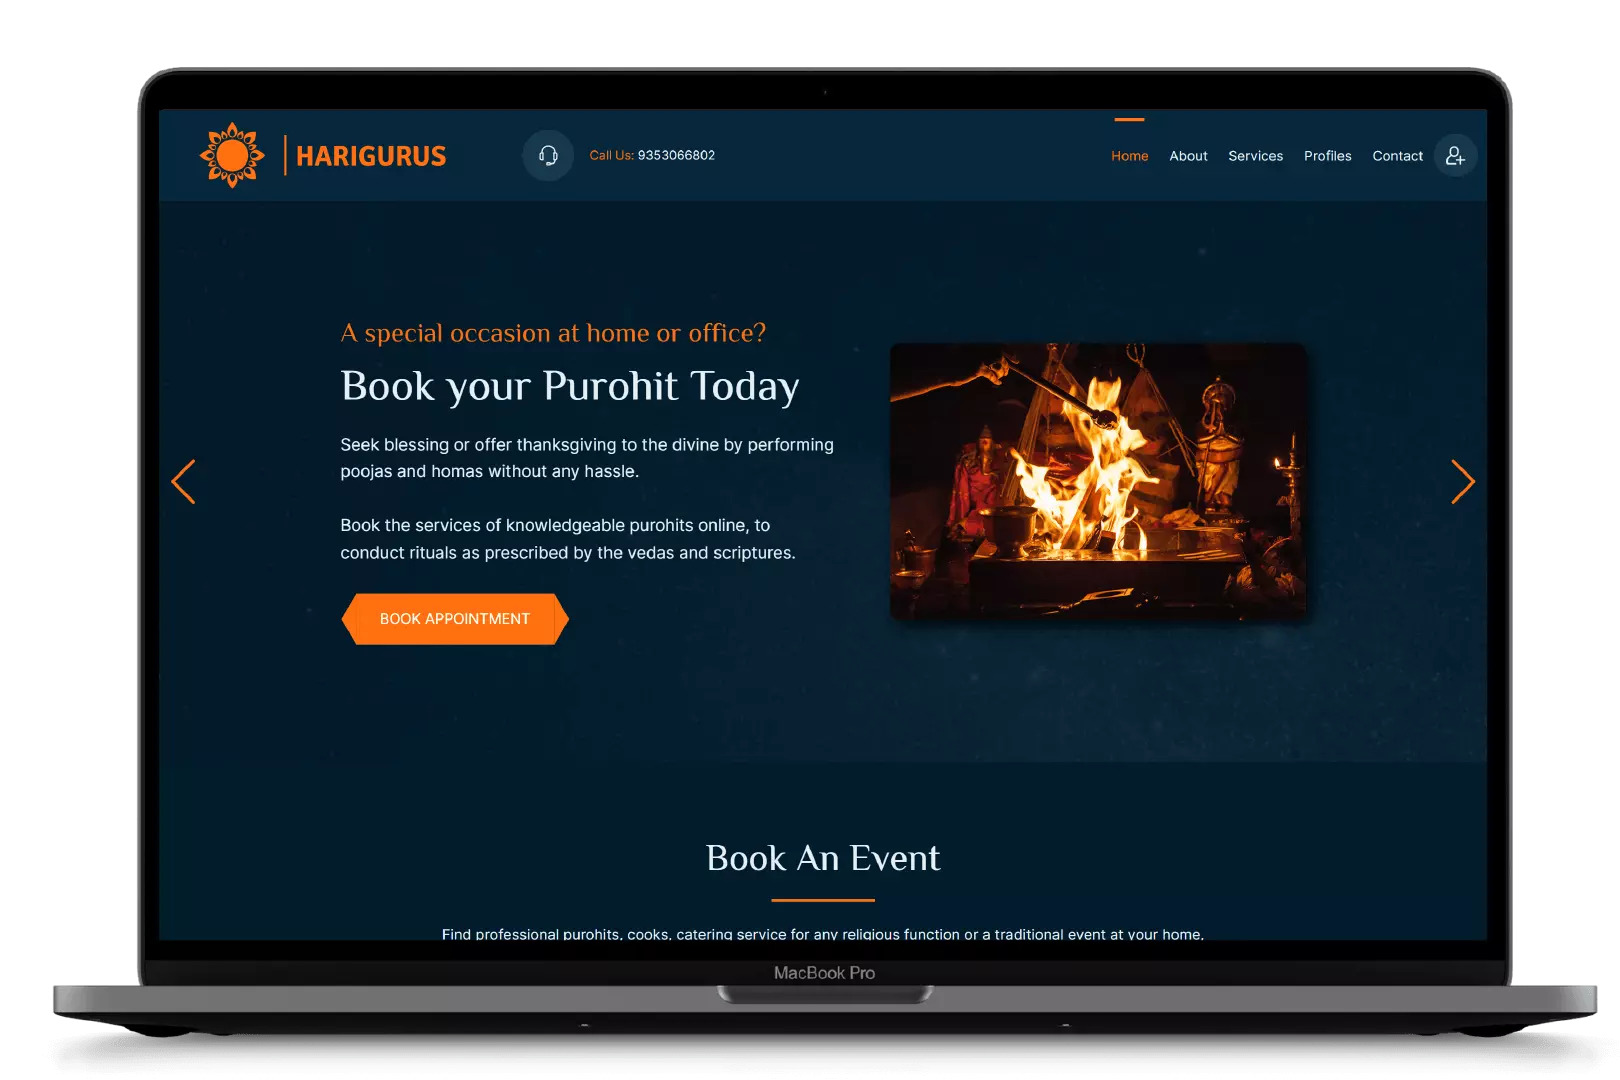 HARIGURUS
Call Us: 9353066802
Home
About
Services
Profiles
Contact
A special occasion at home or office?
Book your Purohit Today
Seek blessing or offer thanksgiving to the divine by performing
poojas and homas without any hassle.
Book the services of knowledgeable purohits online, to
conduct rituals as prescribed by the vedas and scriptures.
BOOK APPOINTMENT
Book An Event
Find professional purohits, cooks, catering service for any religious function or a traditional event at your home,
MacBook Pro